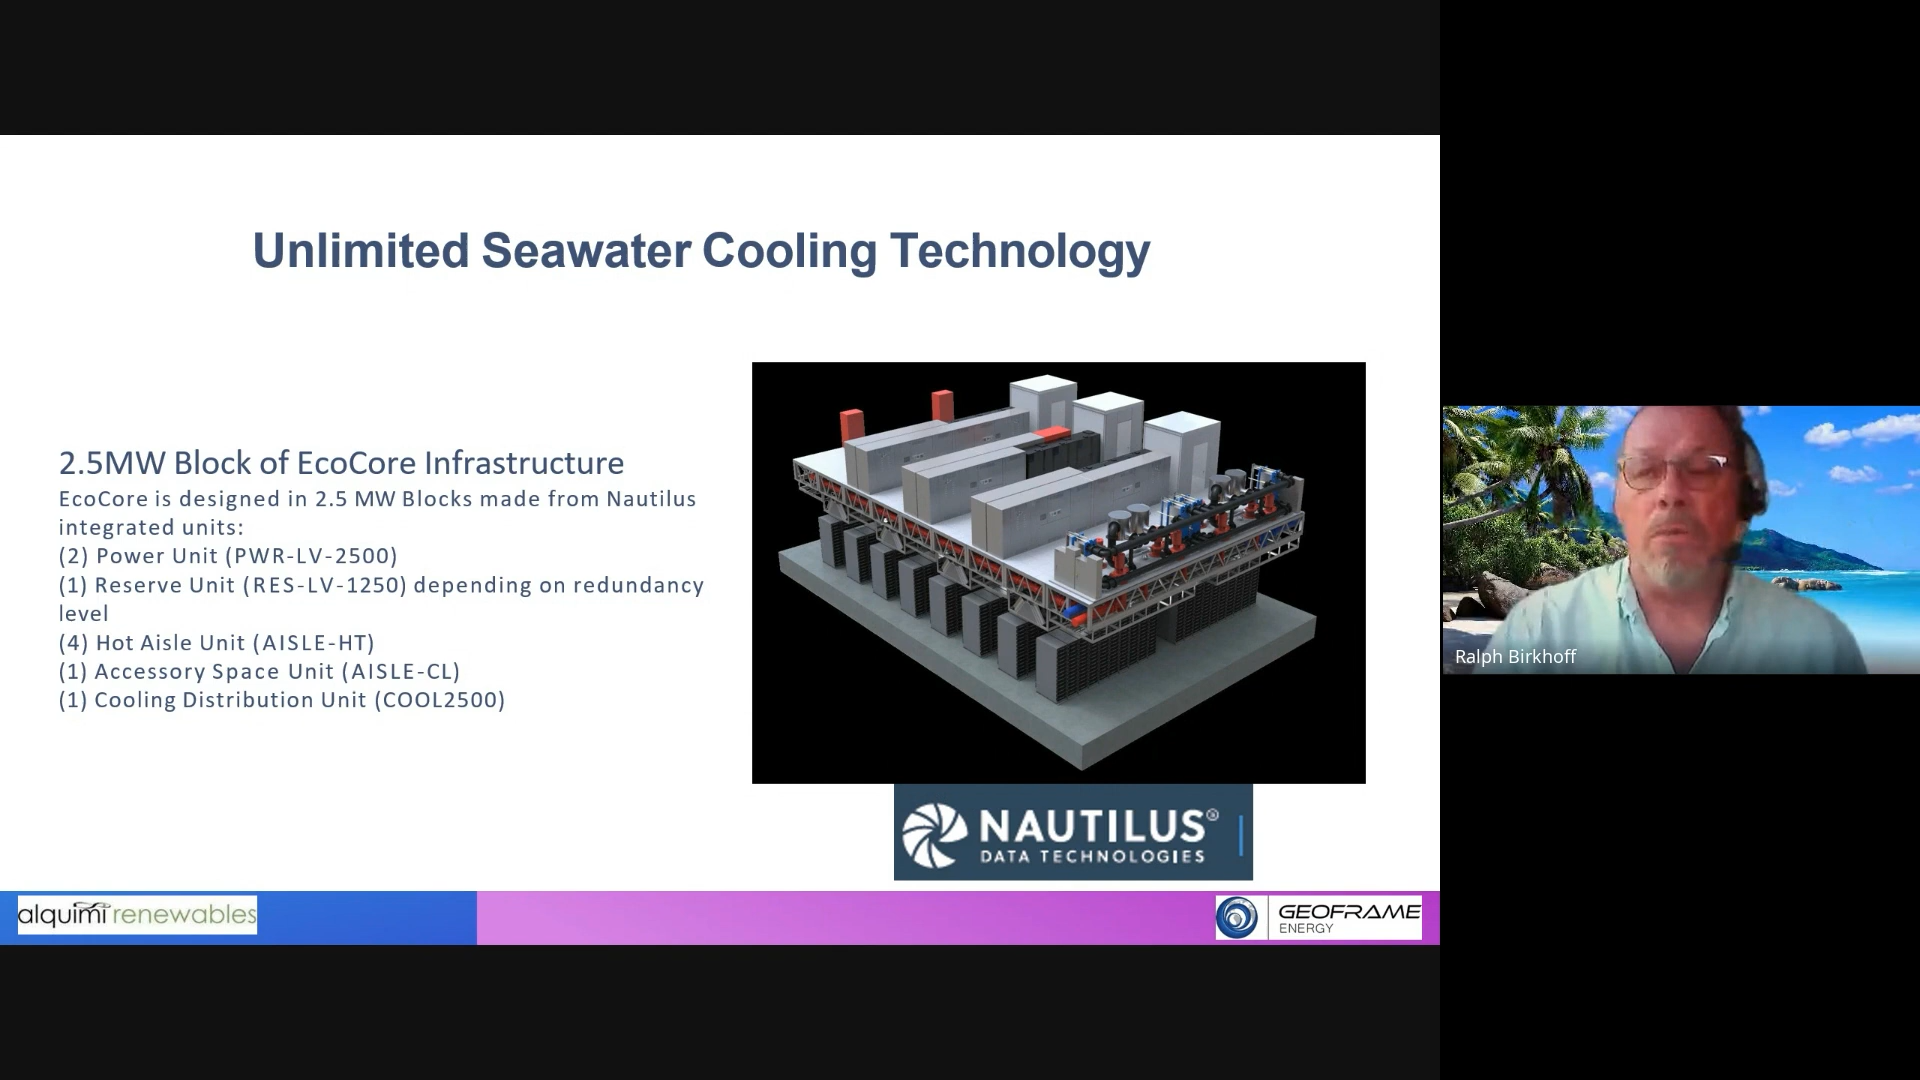 Unlimited Seawater Cooling Technology
2.5MW Block of EcoCore Infrastructure
EcoCore is designed in 2.5 MW Blocks made from Nautilus
integrated units:
(2) Power Unit (PWR-LV-2500)
(1) Reserve Unit (RES-LV-1250) depending on redundancy
level
(4) Hot Aisle Unit (AISLE-HT)
(1) Accessory Space Unit (AISLE-CL)
(1) Cooling Distribution Unit (COOL2500)
NAUTILUS®
DATA TECHNOLOGIES
alquimi renewables
GEOFRAME
ENERGY
Ralph Birkhoff